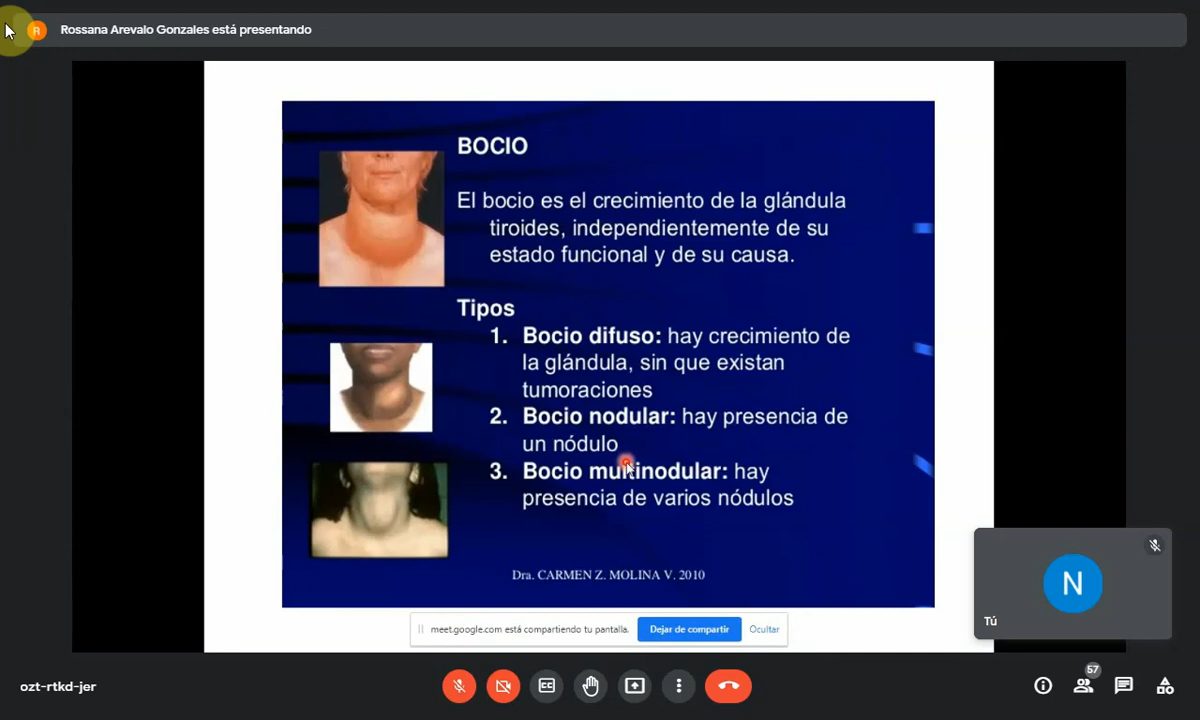 R
Rossana Arevalo Gonzales está presentando
BOCIO
El bocio es el crecimiento de la glándula
tiroides, independientemente de su
estado funcional y de su causa.
Tipos
1. Bocio difuso: hay crecimiento de
la glándula, sin que existan
tumoraciones
2. Bocio nodular: hay presencia de
un nódulo
3. Bocio multinodular: hay
presencia de varios nódulos
Dra. CARMEN Z. MOLINA V. 2010
meet.google.com está compartiendo tu pantalla.
Dejar de compartir
Ocultar
N
Tú
ozt-rtkd-jer
CC
57